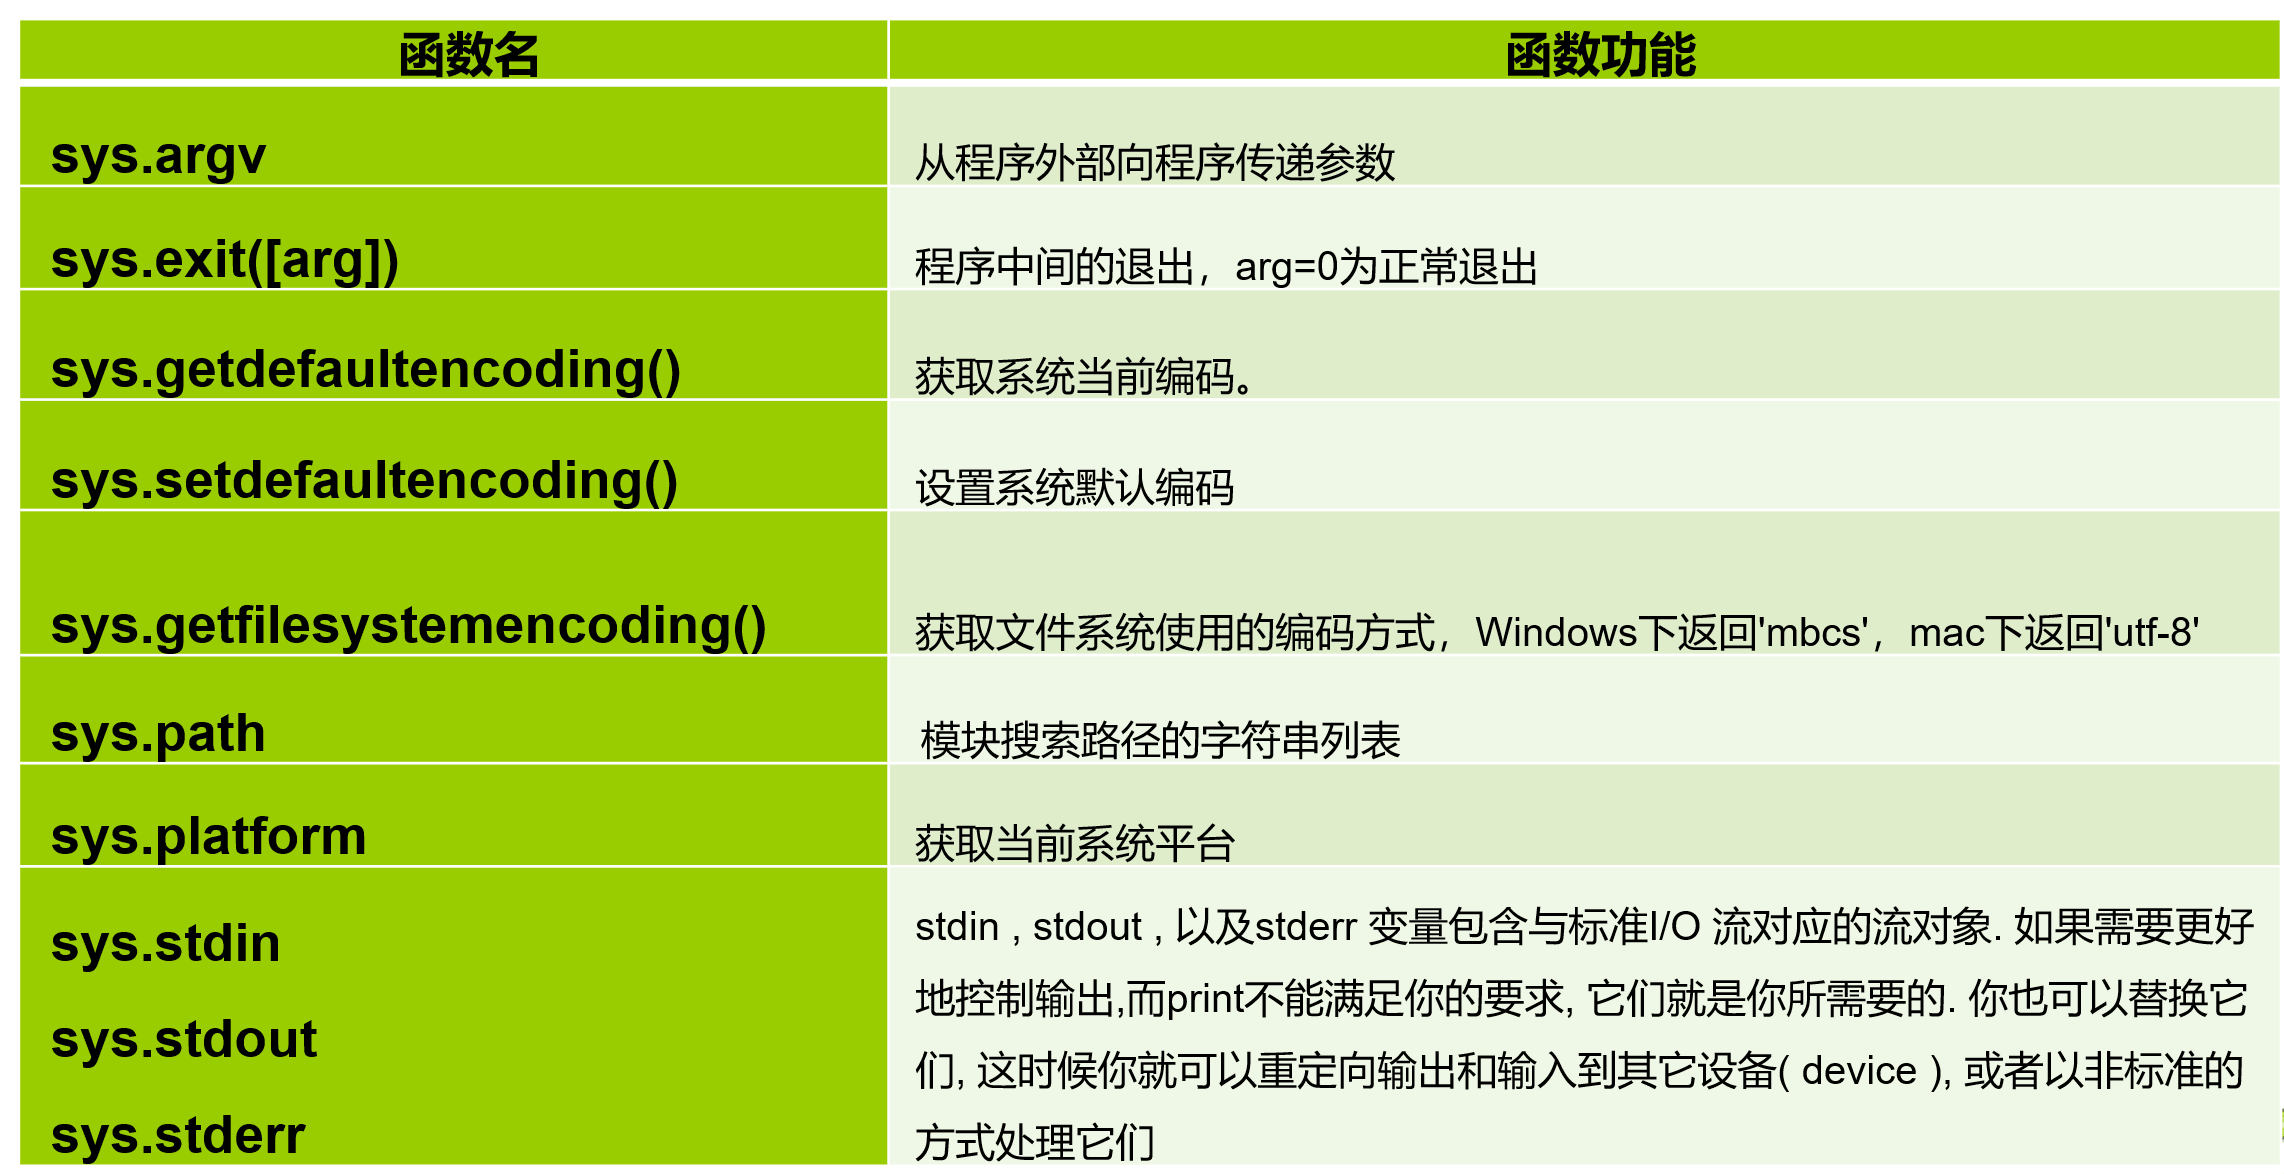 函数名 函数功能
sys.argv 从程序外部向程序传递参数
sys.exit([arg]) 程序中间的退出，arg=0为正常退出
sys.getdefaultencoding() 获取系统当前编码。
sys.setdefaultencoding() 设置系统默认编码
sys.getfilesystemencoding() 获取文件系统使用的编码方式，Windows下返回'mbcs'，mac下返回'utf-8'
sys.path 模块搜索路径的字符串列表
sys.platform 获取当前系统平台
sys.stdin
sys.stdout
sys.stderr
stdin , stdout , 以及stderr 变量包含与标准I/O 流对应的流对象. 如果需要更好
地控制输出,而print不能满足你的要求, 它们就是你所需要的. 你也可以替换它
们, 这时候你就可以重定向输出和输入到其它设备( device ), 或者以非标准的
方式处理它们